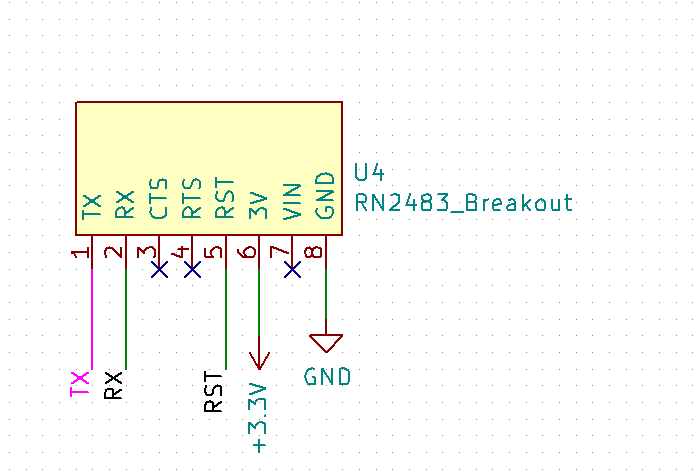 TX
RX
CTS
RTS
RST
3V
VIN
GND
1
2
3
4
5
6
7
8
U4
RN2483_Breakout
TX
RX
RST
+3.3V
GND